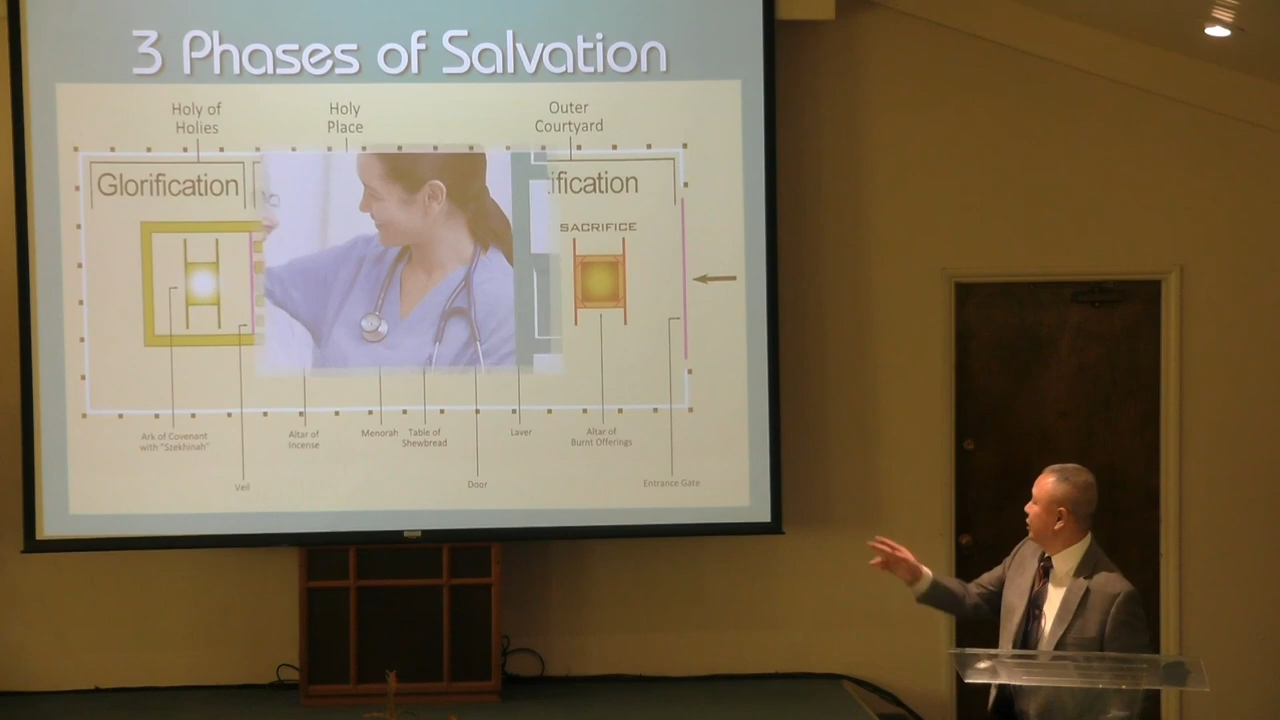 3 Phases of Salvation
Holy of
Holies
Holy
Place
Outer
Courtyard
Glorification
ification
SACRIFICE
Ark of Covenant
with "Szekhinah"
Altar of
Incense
Menorah
Table of
Shewbread
Laver
Altar of
Burnt Offerings
Veil
Door
Entrance Gate